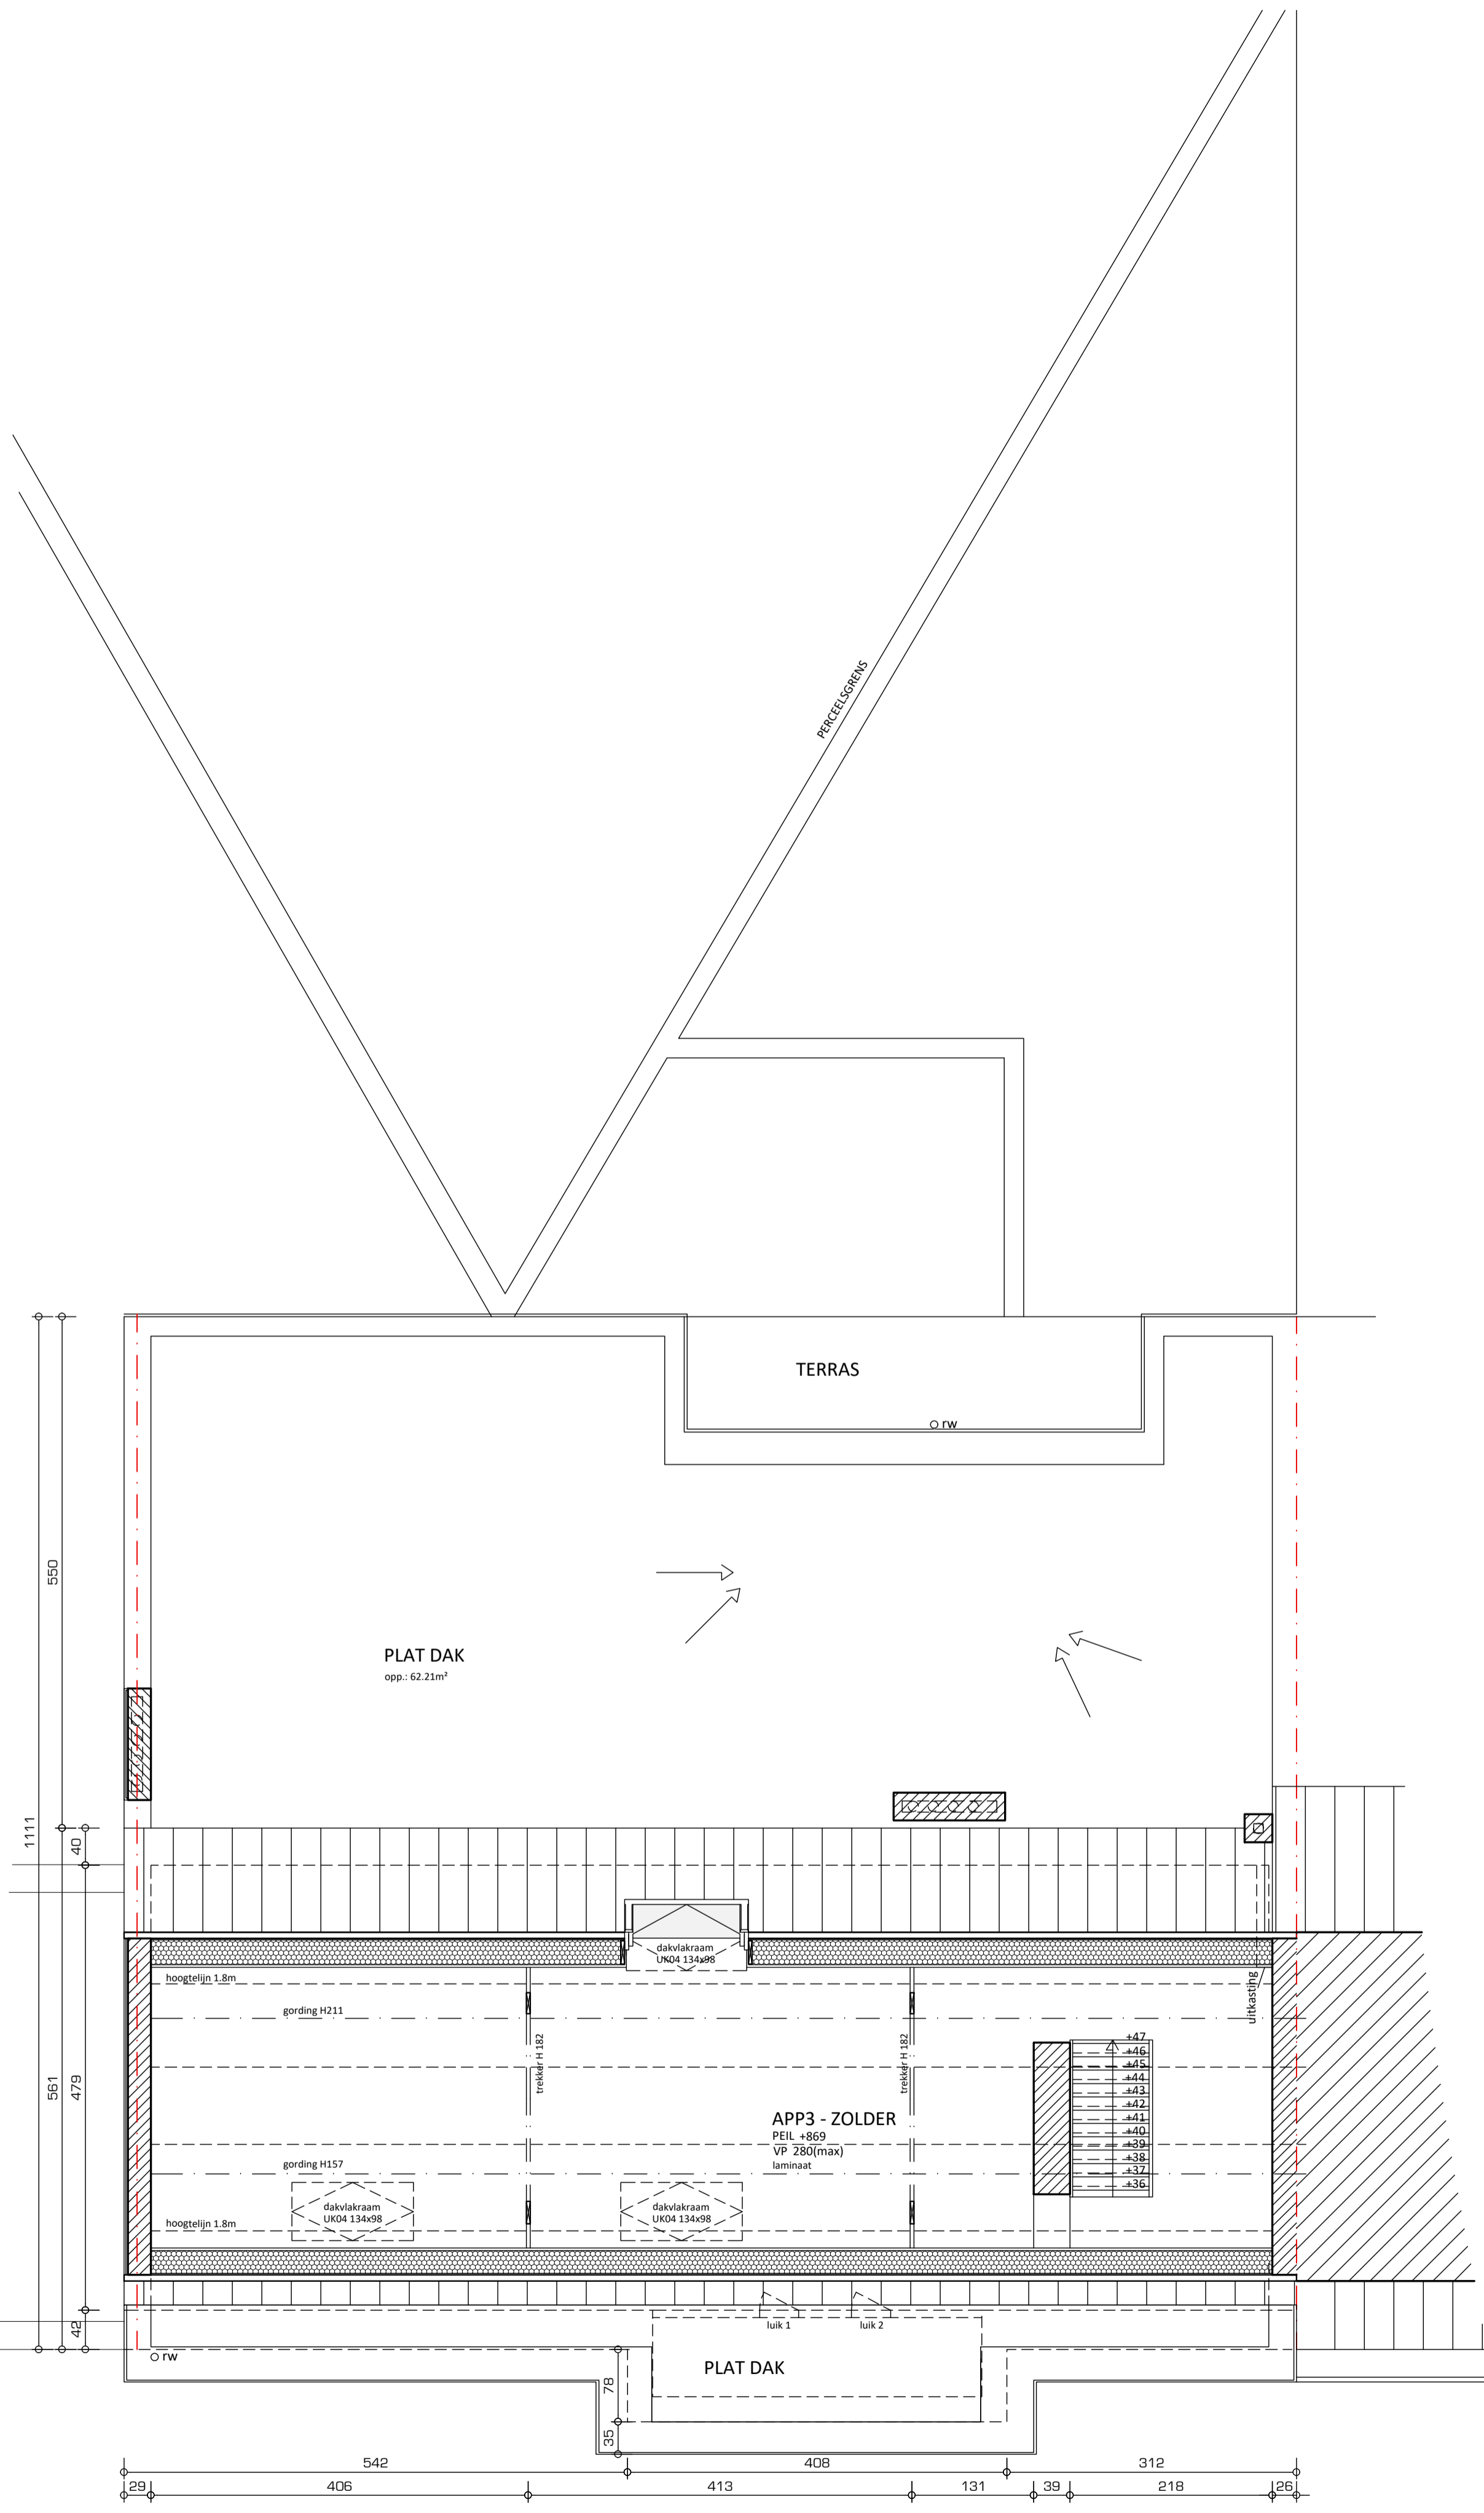 PERCEELSGRENS
TERRAS
rw
550
PLAT DAK
opp.: 62.21m²
1111
40
dakvlakraam
UK04 134x98
hoogtelijn 1.8m
uitkasting
gording H211
trekker H 182
trekker H 182
+47
+46
+45
+44
+43
+42
+41
+40
+39
+38
+37
+36
561
479
APP3 - ZOLDER
PEIL +869
VP 280(max)
laminaat
gording H157
dakvlakraam
UK04 134x98
dakvlakraam
UK04 134x98
hoogtelijn 1.8m
luik 1
luik 2
42
rw
PLAT DAK
78
35
542
408
312
29
406
413
131
39
218
26